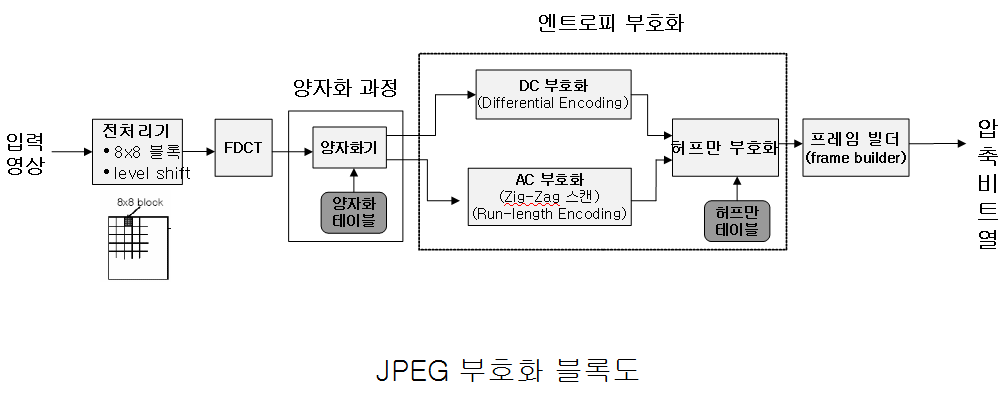 엔트로피 부호화
양자화 과정
입력
영상
전처리기
• 8x8 블록
• level shift
8x8 block
FDCT
양자화기
양자화
테이블
DC 부호화
(Differential Encoding)
AC 부호화
(Zig-Zag 스캔)
(Run-length Encoding)
허프만 부호화
허프만
테이블
프레임 빌더
(frame builder)
압
축
비
트
열
JPEG 부호화 블록도